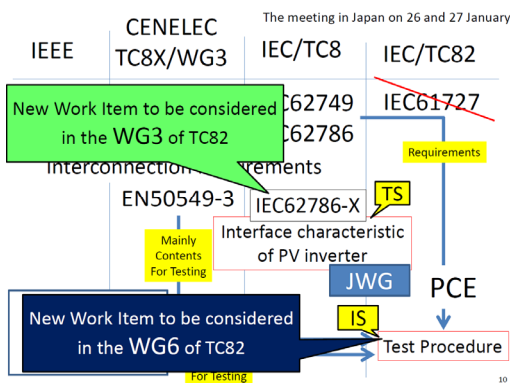 The meeting in Japan on 26 and 27 January
IEEE
CENELEC
TC8X/WG3
IEC/TC8
IEC/TC82
New Work Item to be considered
in the WG3 of TC82
C62749
C62786
IEC61727
Requirements
Interconnection
rements
EN50549-3
IEC62786-X
TS
Interface characteristic
of PV inverter
Mainly
Contents
For Testing
JWG
PCE
New Work Item to be considered
in the WG6 of TC82
IS
Test Procedure
For Testing
10